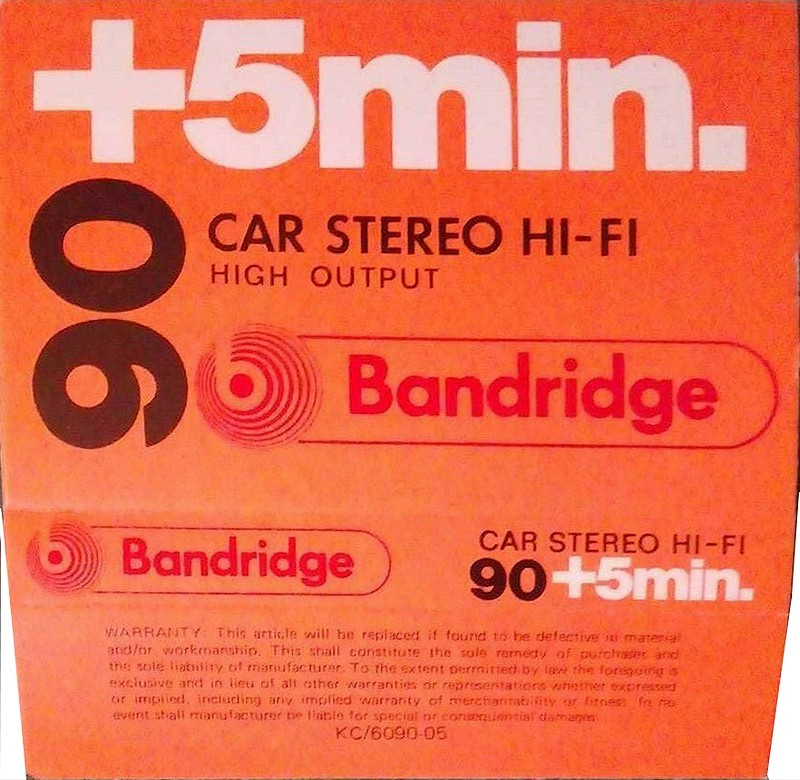 +5min.
90
CAR STEREO HI-FI
HIGH OUTPUT
Bandridge
Bandridge
CAR STEREO HI-FI
90+5min.
WARRANTY: This article will be replaced if found to be defective in material
and/or workmanship. This shall constitute the sole remedy of purchaser and
the sole liability of manufacturer. To the extent permitted by law the foregoing is
exclusive and in lieu of all other warranties or representations whether expressed
or implied, including any implied warranty of merchantability or fitness. In no
event shall manufacturer be liable for special or consequential damages.
KC/6090-05